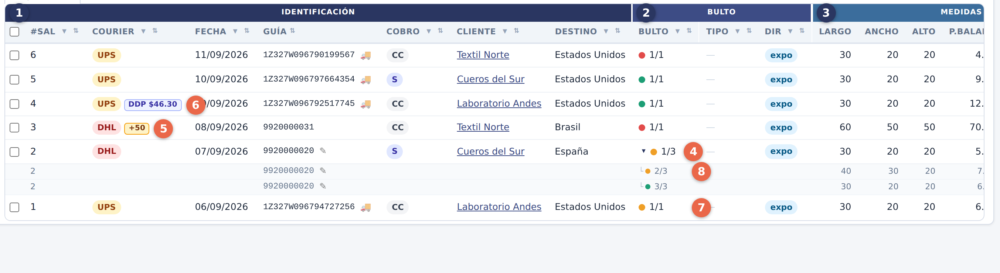 1 IDENTIFICACIÓN 2 BULTO 3 MEDIDAS
#SAL ▼ ⇅ COURIER ▼ ⇅ FECHA ▼ ⇅ GUÍA ⇅ COBRO ▼ ⇅ CLIENTE ▼ ⇅ DESTINO ▼ ⇅ BULTO ▼ ⇅ TIPO ▼ ⇅ DIR ▼ ⇅ LARGO ANCHO ALTO
6 UPS 11/09/2026 1Z327W096790199567 🚚 CC Textil Norte Estados Unidos 1/1 — expo 30 20 20 4.
5 UPS 10/09/2026 1Z327W096797664354 🚚 S Cueros del Sur Estados Unidos 1/1 — expo 30 20 20 9.
4 UPS DDP $46.30 6 /09/2026 1Z327W096792517745 🚚 CC Laboratorio Andes Estados Unidos 1/1 — expo 30 20 20 12.
3 DHL +50 5 08/09/2026 9920000031 CC Textil Norte Brasil 1/1 — expo 60 50 50 70.
2 DHL 07/09/2026 9920000020 ✎ S Cueros del Sur España ▼ 1/3 4 — expo 30 20 20 5.
2 9920000020 ✎ └ 2/3 8 40 30 20 7.
2 9920000020 ✎ └ 3/3 30 20 20 6.
1 UPS 06/09/2026 1Z327W096794727256 🚚 CC Laboratorio Andes Estados Unidos 1/1 7 — expo 30 20 20 6.